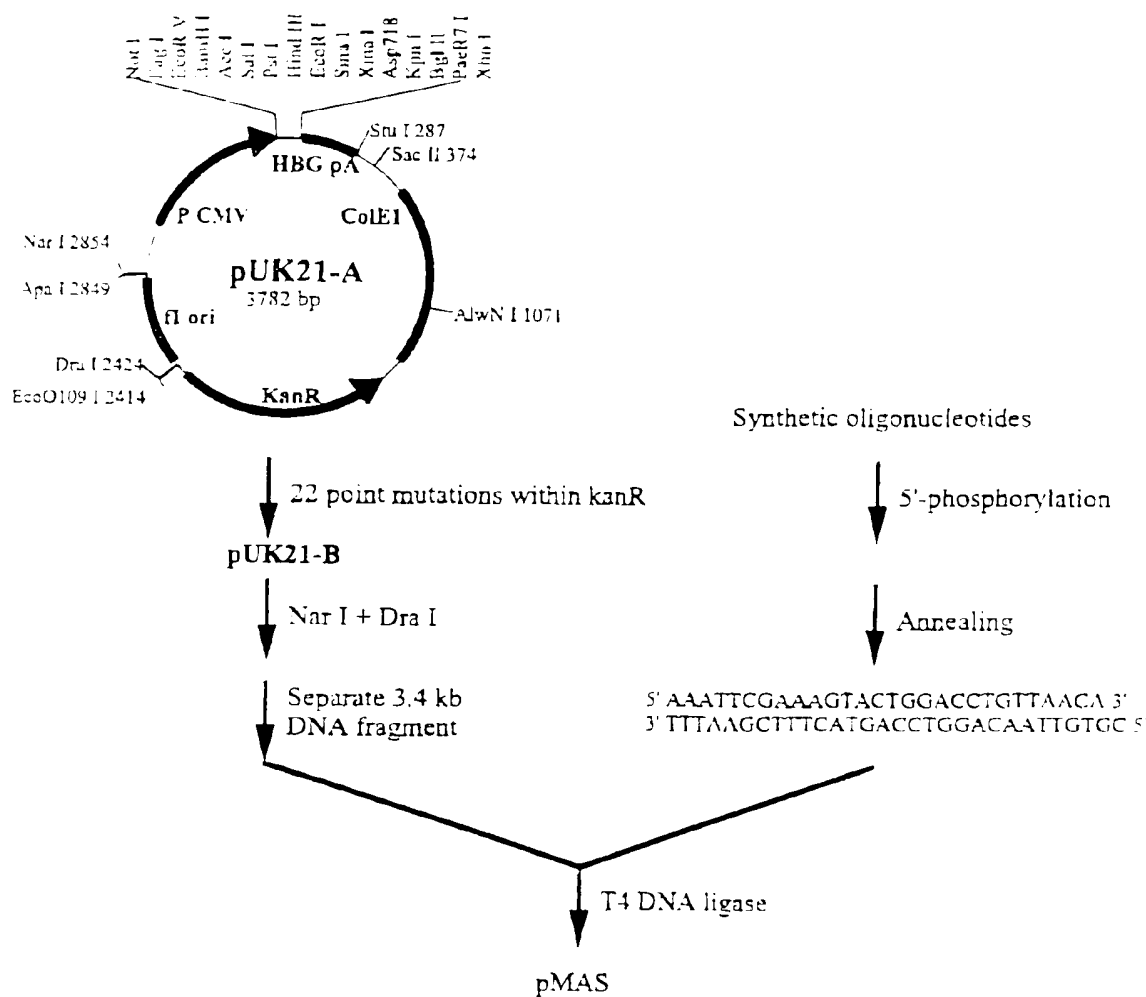 Nar I
Eag I
EcoR V
BamH I
Acc I
Sal I
Pst I
Hind III
EcoR I
Sma I
Xma I
Asp718
Kpn I
Bgl II
PaeR7 I
Xho I
Stu I 287
Sac II 374
HBG pA
P CMV
ColE1
Nar I 2854
pUK21-A
3782 bp
Apa I 2849
f1 ori
AlwN I 1071
Dra I 2424
EcoO109 I 2414
KanR
Synthetic oligonucleotides
22 point mutations within kanR
5'-phosphorylation
pUK21-B
Nar I + Dra I
Annealing
Separate 3.4 kb
DNA fragment
5' AAATTCGAAAGTACTGGACCTGTTAACA 3'
3' TTTAAGCTTTCATGACCTGGACAATTGTGC 5'
T4 DNA ligase
pMAS